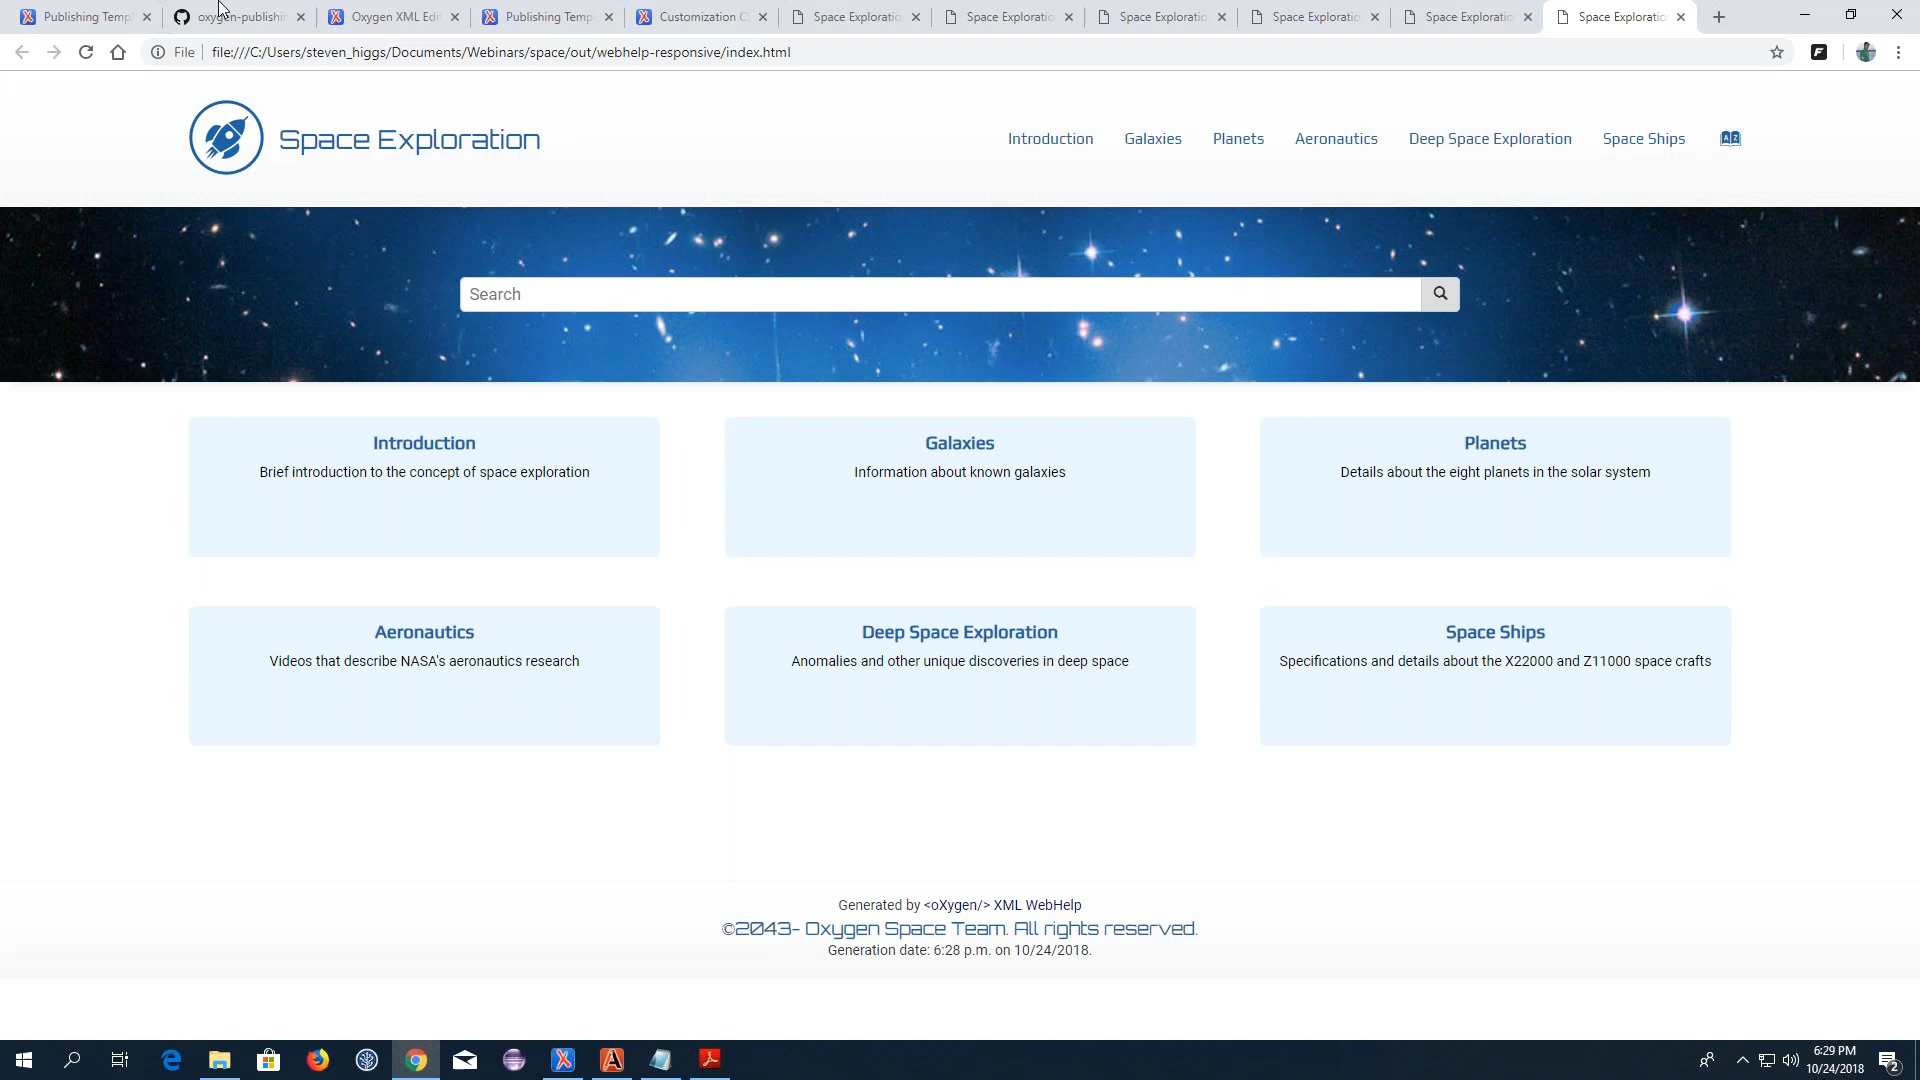 Publishing Temp
oxygen-publishin
Oxygen XML Edi
Publishing Temp
Customization C
Space Exploratio
Space Exploratio
Space Exploratio
Space Exploratio
Space Exploratio
Space Exploratio
File file:///C:/Users/steven_higgs/Documents/Webinars/space/out/webhelp-responsive/index.html
Space Exploration
Introduction Galaxies Planets Aeronautics Deep Space Exploration Space Ships
Search
Introduction
Brief introduction to the concept of space exploration
Galaxies
Information about known galaxies
Planets
Details about the eight planets in the solar system
Aeronautics
Videos that describe NASA's aeronautics research
Deep Space Exploration
Anomalies and other unique discoveries in deep space
Space Ships
Specifications and details about the X22000 and Z11000 space crafts
Generated by <oXygen/> XML WebHelp
©2043- Oxygen Space Team. All rights reserved.
Generation date: 6:28 p.m. on 10/24/2018.
6:29 PM
10/24/2018
2